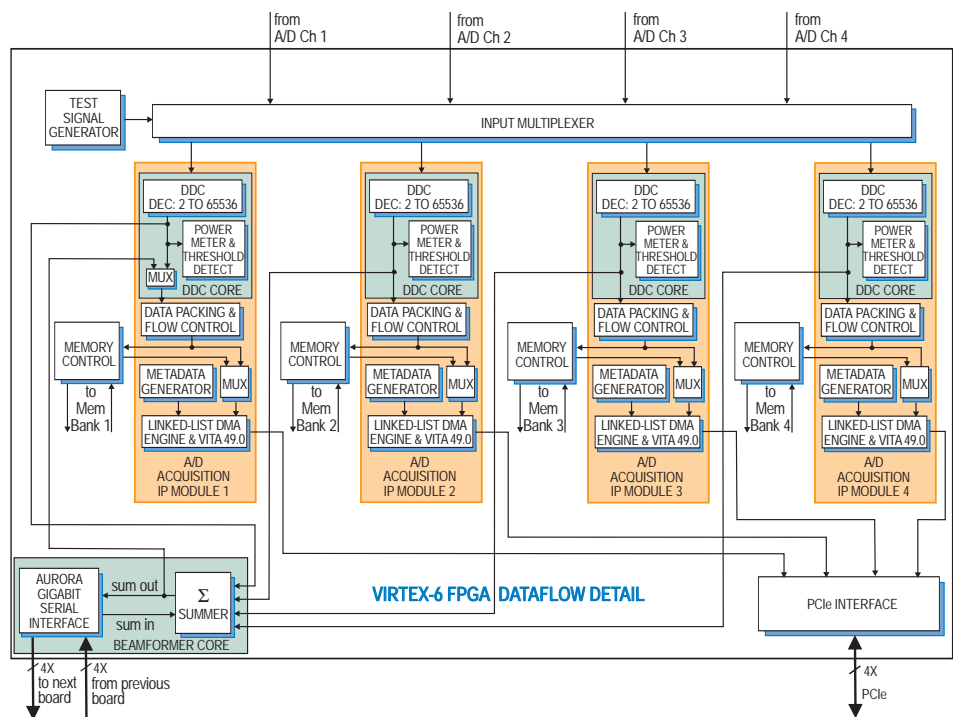 from
A/D Ch 1
from
A/D Ch 2
from
A/D Ch 3
from
A/D Ch 4
TEST
SIGNAL
GENERATOR
INPUT MULTIPLEXER
DDC
DEC: 2 TO 65536
POWER
METER &
THRESHOLD
DETECT
MUX
DDC CORE
DATA PACKING &
FLOW CONTROL
MEMORY
CONTROL
METADATA
GENERATOR
MUX
to
Mem
Bank 1
LINKED-LIST DMA
ENGINE & VITA 49.0
A/D
ACQUISITION
IP MODULE 1
DDC
DEC: 2 TO 65536
POWER
METER &
THRESHOLD
DETECT
DDC CORE
DATA PACKING &
FLOW CONTROL
MEMORY
CONTROL
METADATA
GENERATOR
MUX
to
Mem
Bank 2
LINKED-LIST DMA
ENGINE & VITA 49.0
A/D
ACQUISITION
IP MODULE 2
DDC
DEC: 2 TO 65536
POWER
METER &
THRESHOLD
DETECT
DDC CORE
DATA PACKING &
FLOW CONTROL
MEMORY
CONTROL
METADATA
GENERATOR
MUX
to
Mem
Bank 3
LINKED-LIST DMA
ENGINE & VITA 49.0
A/D
ACQUISITION
IP MODULE 3
DDC
DEC: 2 TO 65536
POWER
METER &
THRESHOLD
DETECT
DDC CORE
DATA PACKING &
FLOW CONTROL
MEMORY
CONTROL
METADATA
GENERATOR
MUX
to
Mem
Bank 4
LINKED-LIST DMA
ENGINE & VITA 49.0
A/D
ACQUISITION
IP MODULE 4
AURORA
GIGABIT
SERIAL
INTERFACE
sum out
sum in
Σ
SUMMER
BEAMFORMER CORE
VIRTEX-6 FPGA DATAFLOW DETAIL
PCIe INTERFACE
4X
to next
board
4X
from previous
board
4X
PCIe